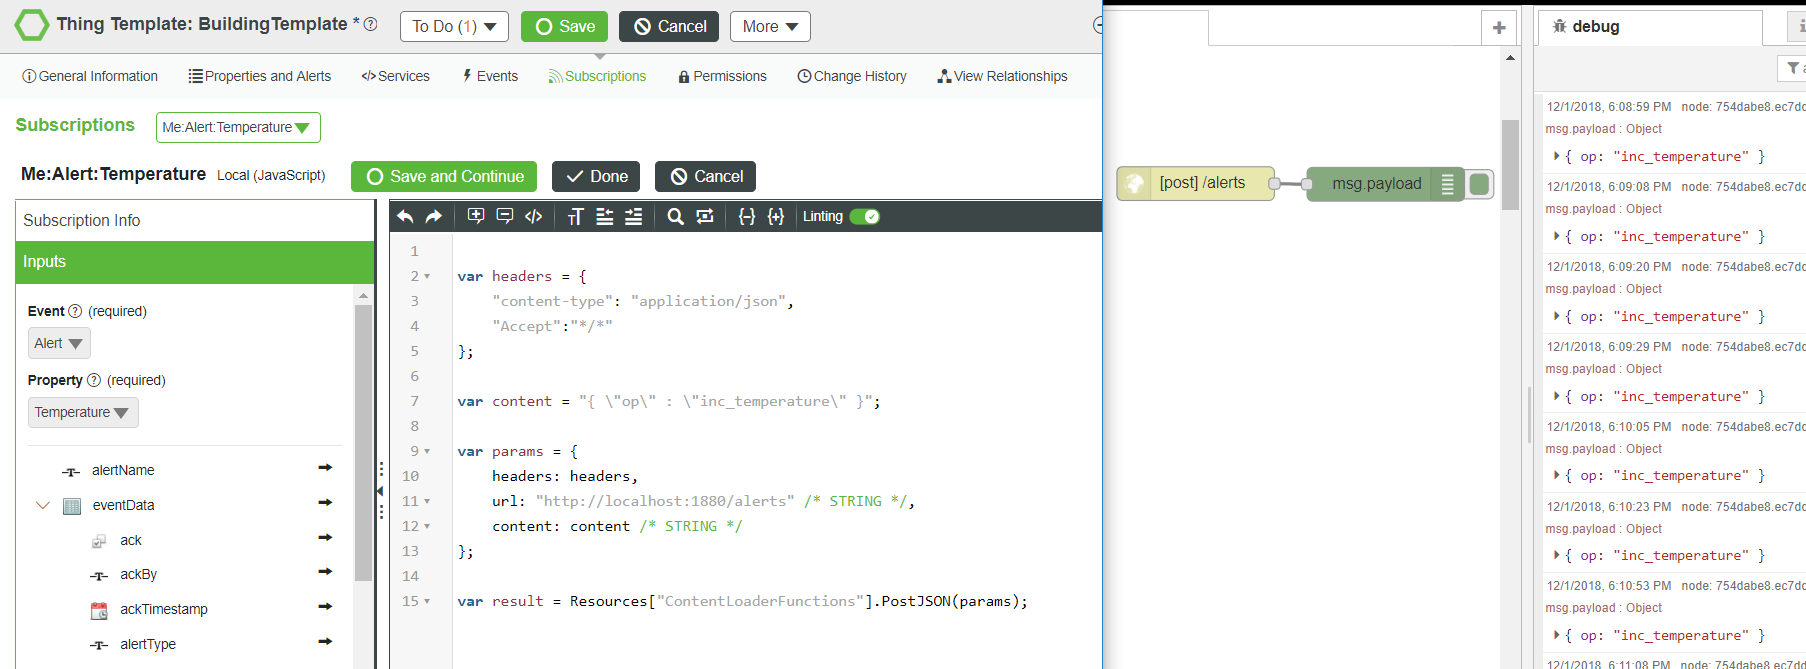 Thing Template: BuildingTemplate *
To Do (1)
Save
Cancel
More
General Information
Properties and Alerts
Services
Events
Subscriptions
Permissions
Change History
View Relationships
Subscriptions
Me:Alert:Temperature
Me:Alert:Temperature Local (JavaScript)
Save and Continue
Done
Cancel
Subscription Info
Inputs
Event ? (required)
Alert
Property ? (required)
Temperature
alertName
eventData
ack
ackBy
ackTimestamp
alertType
Linting
1
2 var headers = {
3 "content-type": "application/json",
4 "Accept":"*/*"
5 };
6
7 var content = "{ \"op\" : \"inc_temperature\" }";
8
9 var params = {
10 headers: headers,
11 url: "http://localhost:1880/alerts" /* STRING */,
12 content: content /* STRING */
13 };
14
15 var result = Resources["ContentLoaderFunctions"].PostJSON(params);
[post] /alerts
msg.payload
debug
12/1/2018, 6:08:59 PM node: 754dabe8.ec7dc
msg.payload : Object
{ op: "inc_temperature" }
12/1/2018, 6:09:08 PM node: 754dabe8.ec7dc
msg.payload : Object
{ op: "inc_temperature" }
12/1/2018, 6:09:20 PM node: 754dabe8.ec7dc
msg.payload : Object
{ op: "inc_temperature" }
12/1/2018, 6:09:29 PM node: 754dabe8.ec7dc
msg.payload : Object
{ op: "inc_temperature" }
12/1/2018, 6:10:05 PM node: 754dabe8.ec7dc
msg.payload : Object
{ op: "inc_temperature" }
12/1/2018, 6:10:23 PM node: 754dabe8.ec7dc
msg.payload : Object
{ op: "inc_temperature" }
12/1/2018, 6:10:53 PM node: 754dabe8.ec7dc
msg.payload : Object
{ op: "inc_temperature" }
12/1/2018, 6:11:08 PM node: 754dabe8.ec7dc